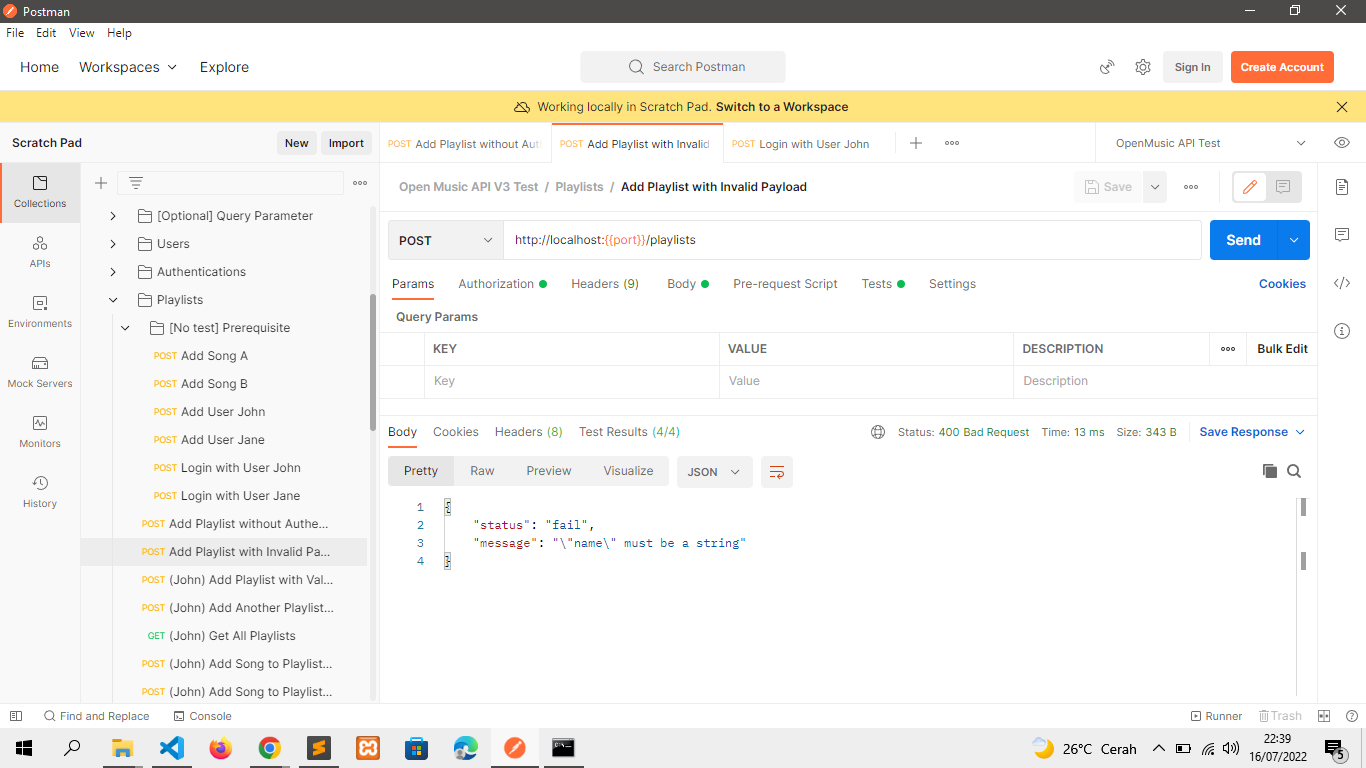 Postman
File Edit View Help
Home Workspaces Explore
Search Postman
Sign In
Create Account
Working locally in Scratch Pad. Switch to a Workspace
Scratch Pad
New
Import
POST Add Playlist without Aut
POST Add Playlist with Invalid
POST Login with User John
OpenMusic API Test
Collections
APIs
Environments
Mock Servers
Monitors
History
[Optional] Query Parameter
Users
Authentications
Playlists
[No test] Prerequisite
POST Add Song A
POST Add Song B
POST Add User John
POST Add User Jane
POST Login with User John
POST Login with User Jane
POST Add Playlist without Authe...
POST Add Playlist with Invalid Pa...
POST (John) Add Playlist with Val...
POST (John) Add Another Playlist...
GET (John) Get All Playlists
POST (John) Add Song to Playlist...
POST (John) Add Song to Playlist...
Open Music API V3 Test / Playlists / Add Playlist with Invalid Payload
Save
POST
http://localhost:{{port}}/playlists
Send
Params Authorization Headers (9) Body Pre-request Script Tests Settings
Cookies
Query Params
KEY VALUE DESCRIPTION
Bulk Edit
Key Value Description
Body Cookies Headers (8) Test Results (4/4)
Status: 400 Bad Request Time: 13 ms Size: 343 B
Save Response
Pretty Raw Preview Visualize JSON
1 {
2 "status": "fail",
3 "message": "\"name\" must be a string"
4 }
Find and Replace Console
Runner Trash
26°C Cerah
22:39
16/07/2022
5